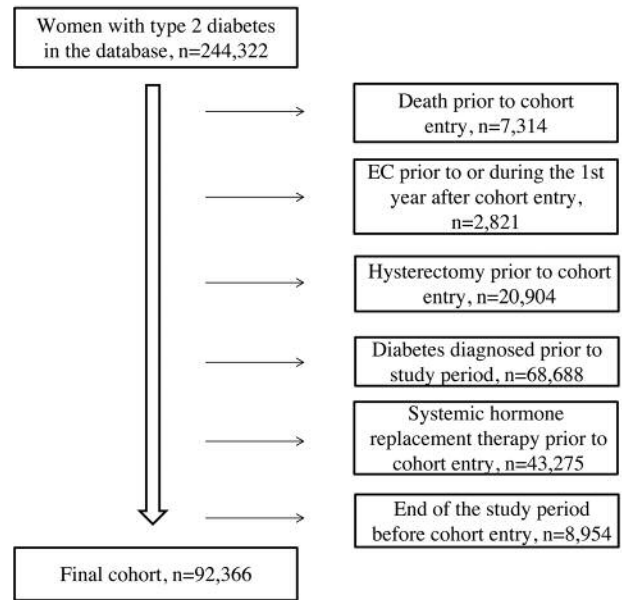 Women with type 2 diabetes
in the database, n=244,322
Death prior to cohort
entry, n=7,314
EC prior to or during the 1st
year after cohort entry,
n=2,821
Hysterectomy prior to cohort
entry, n=20,904
Diabetes diagnosed prior to
study period, n=68,688
Systemic hormone
replacement therapy prior to
cohort entry, n=43,275
End of the study period
before cohort entry, n=8,954
Final cohort, n=92,366